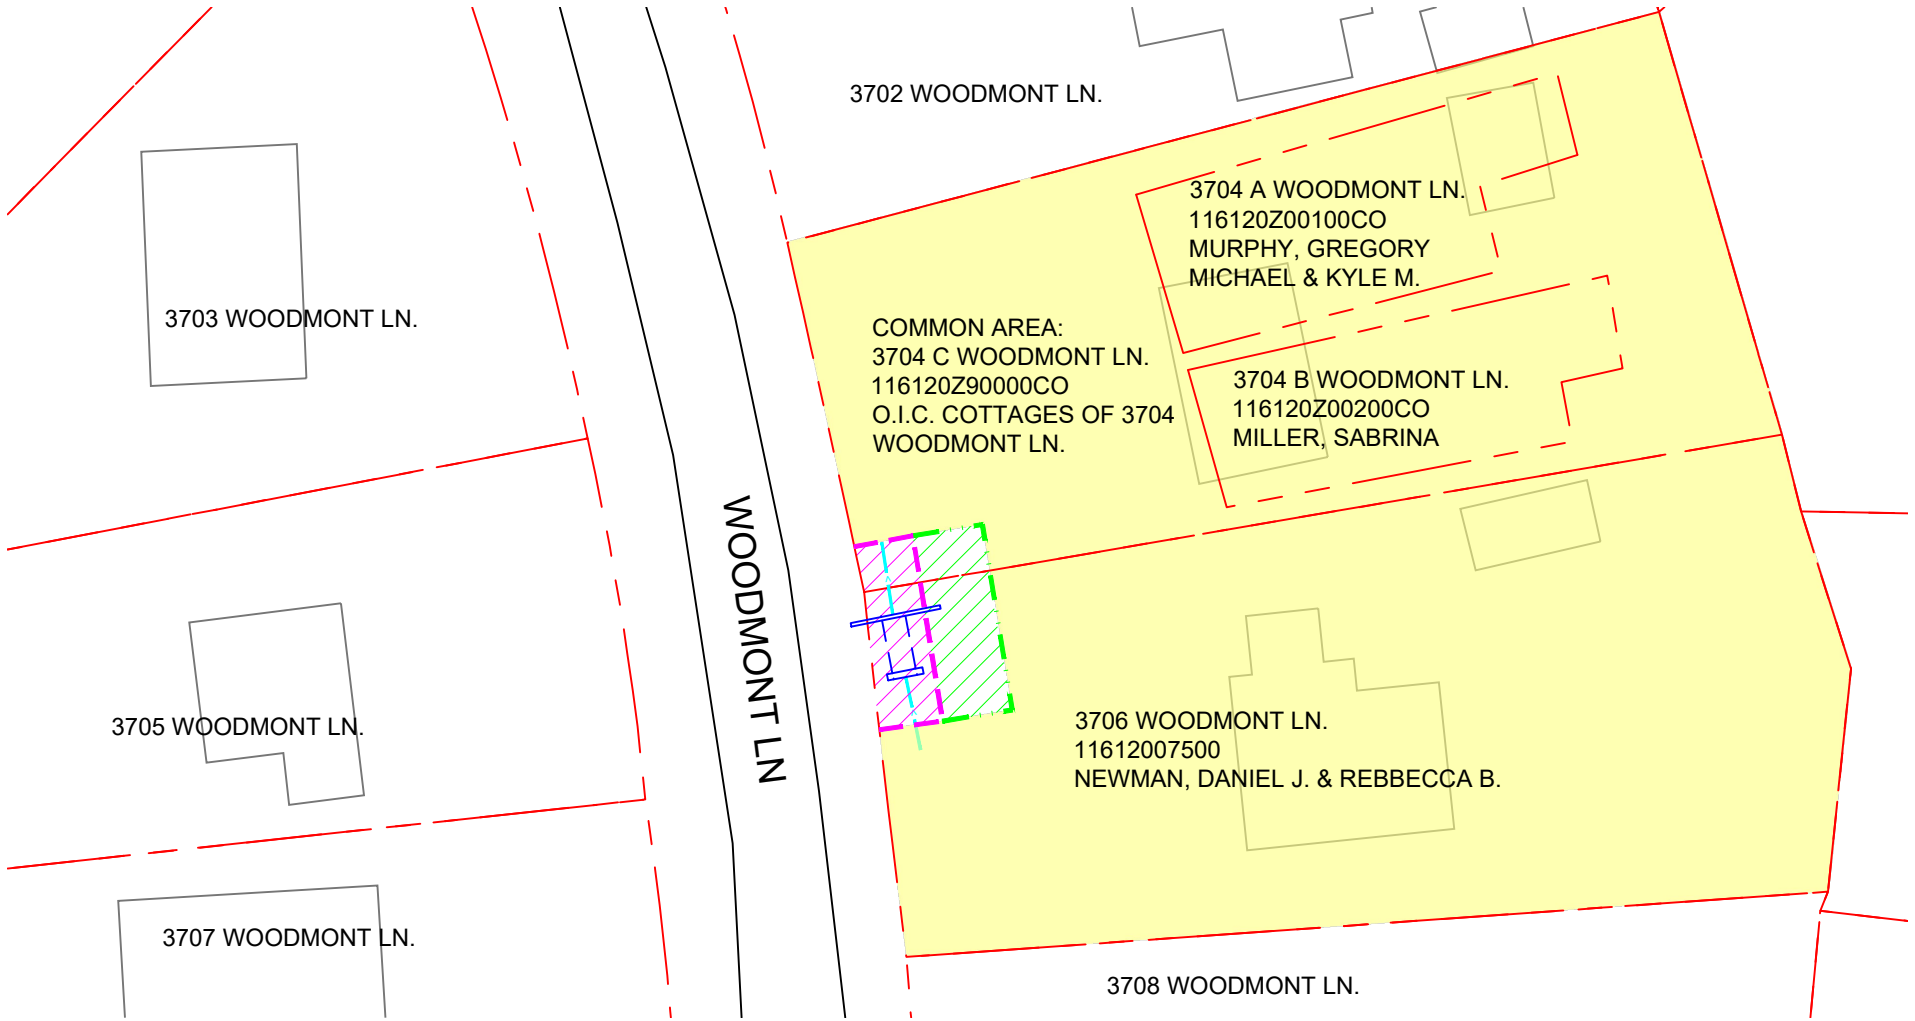 3702 WOODMONT LN.
3704 A WOODMONT LN.
116120Z00100CO
MURPHY, GREGORY
MICHAEL & KYLE M.
3703 WOODMONT LN.
COMMON AREA:
3704 C WOODMONT LN.
116120Z90000CO
O.I.C. COTTAGES OF 3704
WOODMONT LN.
3704 B WOODMONT LN.
116120Z00200CO
MILLER, SABRINA
WOODMONT LN
3705 WOODMONT LN.
3706 WOODMONT LN.
11612007500
NEWMAN, DANIEL J. & REBBECCA B.
3707 WOODMONT LN.
3708 WOODMONT LN.